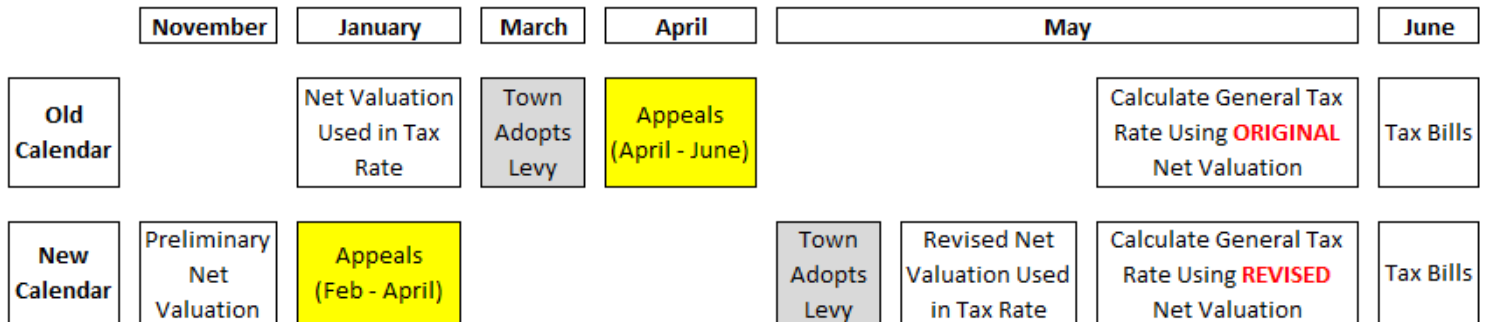 November
January
March
April
May
June
Old
Calendar
Net Valuation
Used in Tax
Rate
Town
Adopts
Levy
Appeals
(April - June)
Calculate General Tax
Rate Using ORIGINAL
Net Valuation
Tax Bills
New
Calendar
Preliminary
Net
Valuation
Appeals
(Feb - April)
Town
Adopts
Levy
Revised Net
Valuation Used
in Tax Rate
Calculate General Tax
Rate Using REVISED
Net Valuation
Tax Bills